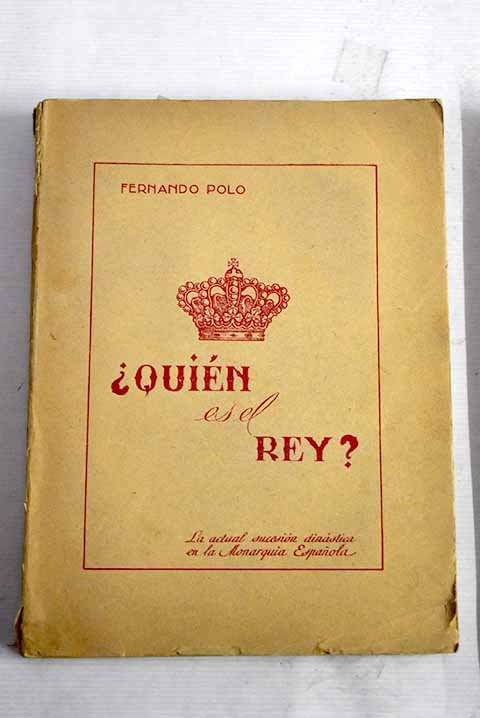 FERNANDO POLO
¿QUIÉN
es el
REY?
La actual sucesión dinástica
en la Monarquía Española